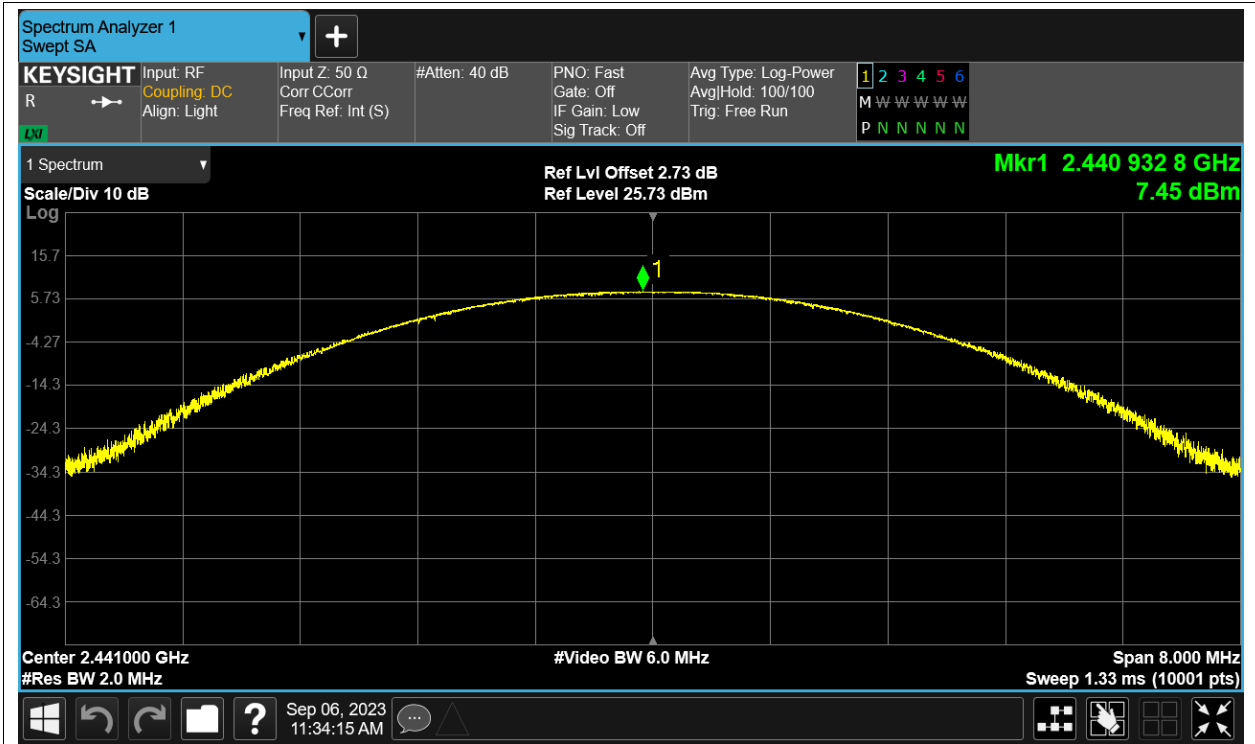 Spectrum Analyzer 1
Swept SA
KEYSIGHT
R
LXI
Input: RF
Coupling: DC
Align: Light
Input Z: 50 Ω
Corr CCorr
Freq Ref: Int (S)
#Atten: 40 dB
PNO: Fast
Gate: Off
IF Gain: Low
Sig Track: Off
Avg Type: Log-Power
Avg|Hold: 100/100
Trig: Free Run
1 2 3 4 5 6
M W W W W W W
P N N N N N N
1 Spectrum
Scale/Div 10 dB
Log
Ref Lvl Offset 2.73 dB
Ref Level 25.73 dBm
Mkr1 2.440 932 8 GHz
7.45 dBm
1
15.7
5.73
-4.27
-14.3
-24.3
-34.3
-44.3
-54.3
-64.3
Center 2.441000 GHz
#Res BW 2.0 MHz
#Video BW 6.0 MHz
Span 8.000 MHz
Sweep 1.33 ms (10001 pts)
?
Sep 06, 2023
11:34:15 AM